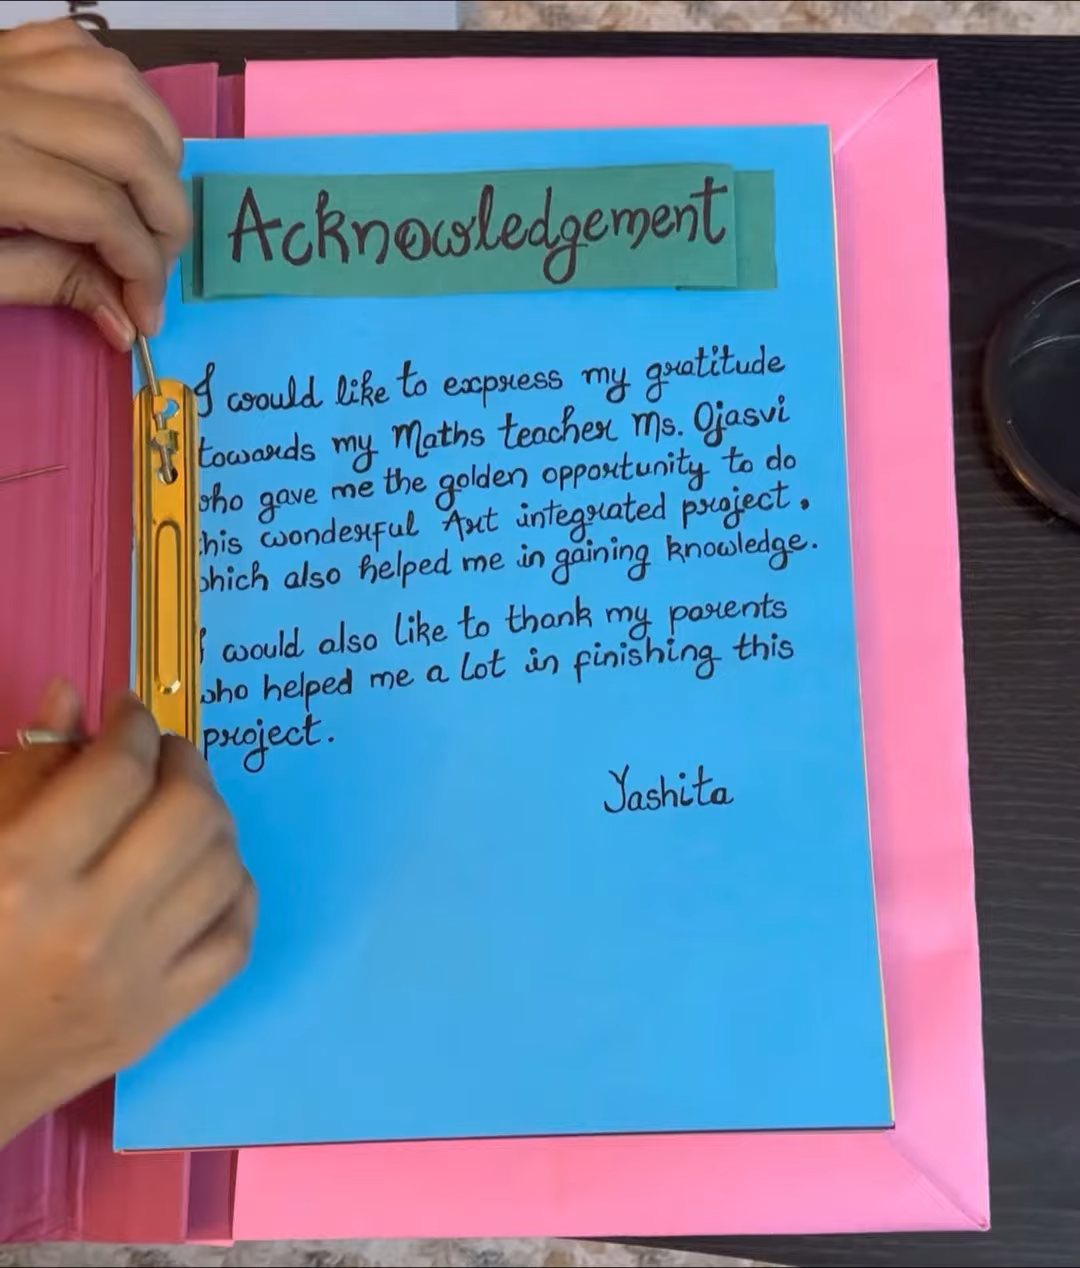 Acknowledgement
I would like to express my gratitude
towards my Maths teacher Ms. Ojasvi
who gave me the golden opportunity to do
this wonderful Art integrated project.
which also helped me in gaining knowledge.
I would also like to thank my parents
who helped me a lot in finishing this
project.
Yashita